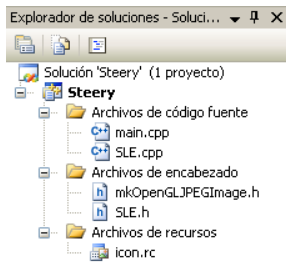 Explorador de soluciones - Soluci...
Solución 'Steery' (1 proyecto)
Steery
Archivos de código fuente
main.cpp
SLE.cpp
Archivos de encabezado
mkOpenGLJPEGImage.h
SLE.h
Archivos de recursos
icon.rc